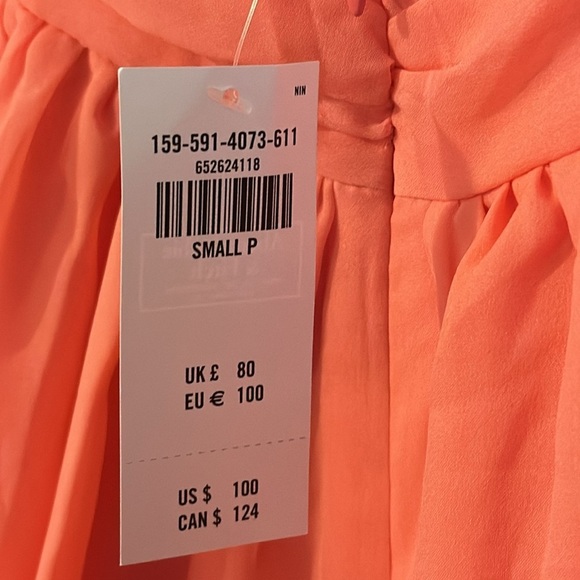 NIN
159-591-4073-611
652624118
SMALL P
UK £ 80
EU € 100
US $ 100
CAN $ 124